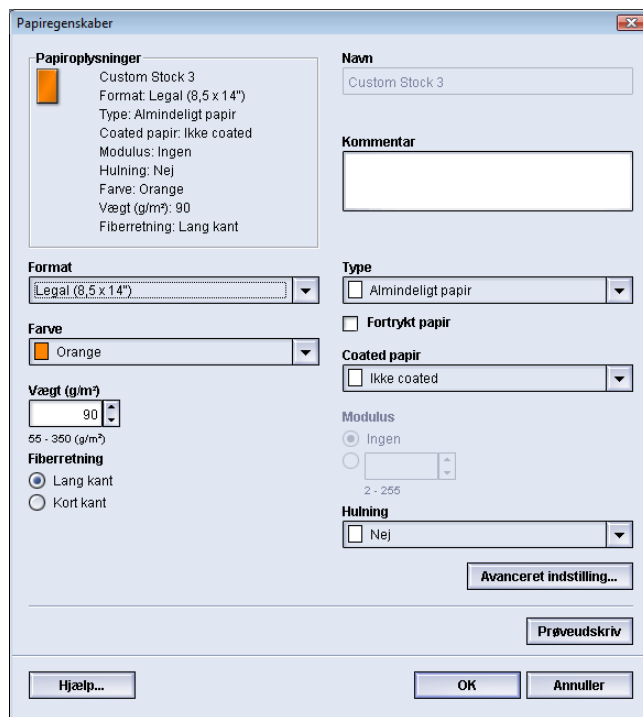 Papiregenskaber
Papiroplysninger
Custom Stock 3
Format: Legal (8,5 x 14")
Type: Almindeligt papir
Coated papir: Ikke coated
Modulus: Ingen
Hulning: Nej
Farve: Orange
Vægt (g/m²): 90
Fiberretning: Lang kant
Navn
Custom Stock 3
Kommentar
Format
Legal (8,5 x 14")
Type
Almindeligt papir
Fortrykt papir
Farve
Orange
Coated papir
Ikke coated
Vægt (g/m²)
90
55 - 350 (g/m²)
Fiberretning
Lang kant
Kort kant
Modulus
Ingen
2 - 255
Hulning
Nej
Avanceret indstilling...
Prøveudskriv
Hjælp...
OK
Annuller